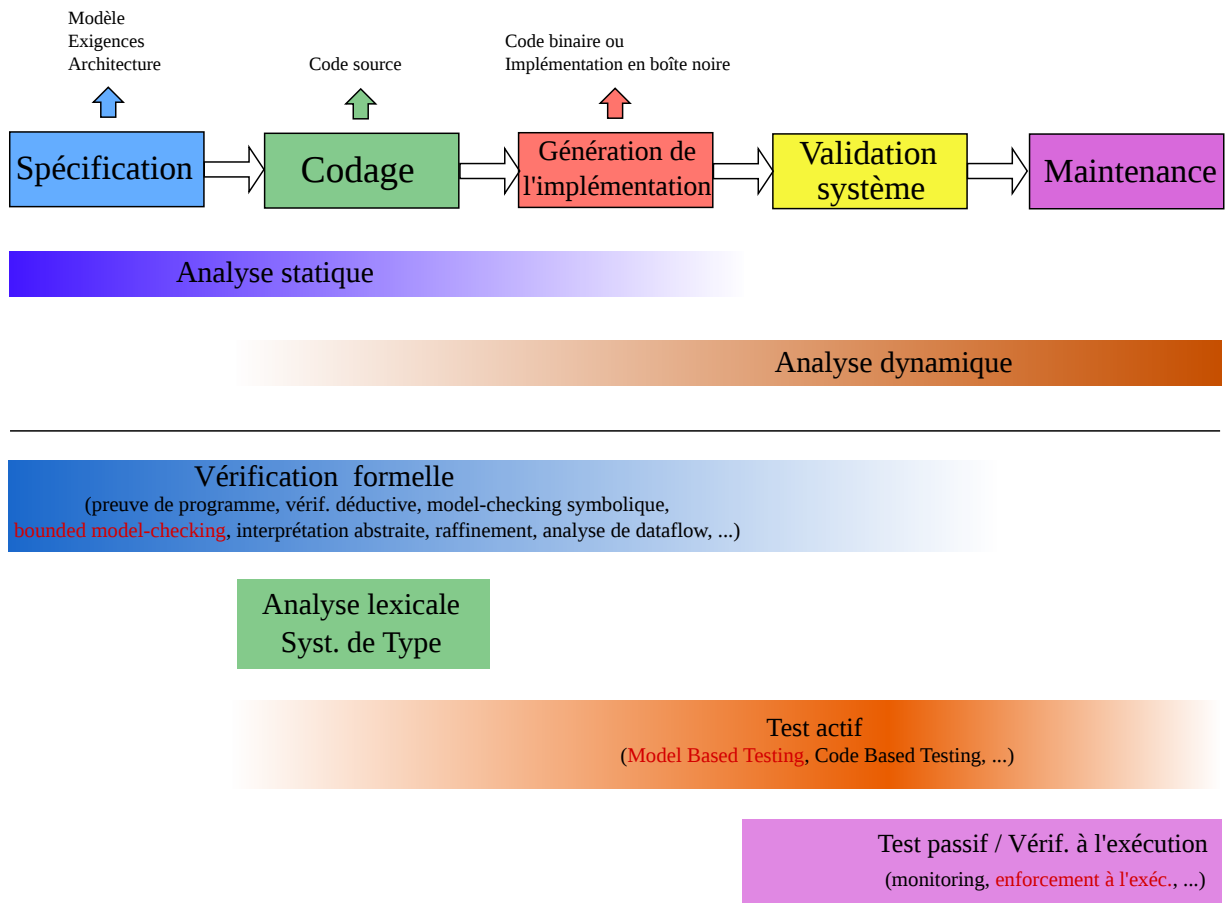 Modèle
Exigences
Architecture
Code source
Code binaire ou
Implémentation en boîte noire
Spécification
Codage
Génération de
l'implémentation
Validation
système
Maintenance
Analyse statique
Analyse dynamique
Vérification formelle
(preuve de programme, vérif. déductive, model-checking symbolique,
bounded model-checking, interprétation abstraite, raffinement, analyse de dataflow, ...)
Analyse lexicale
Syst. de Type
Test actif
(Model Based Testing, Code Based Testing, ...)
Test passif / Vérif. à l'exécution
(monitoring, enforcement à l'exéc., ...)